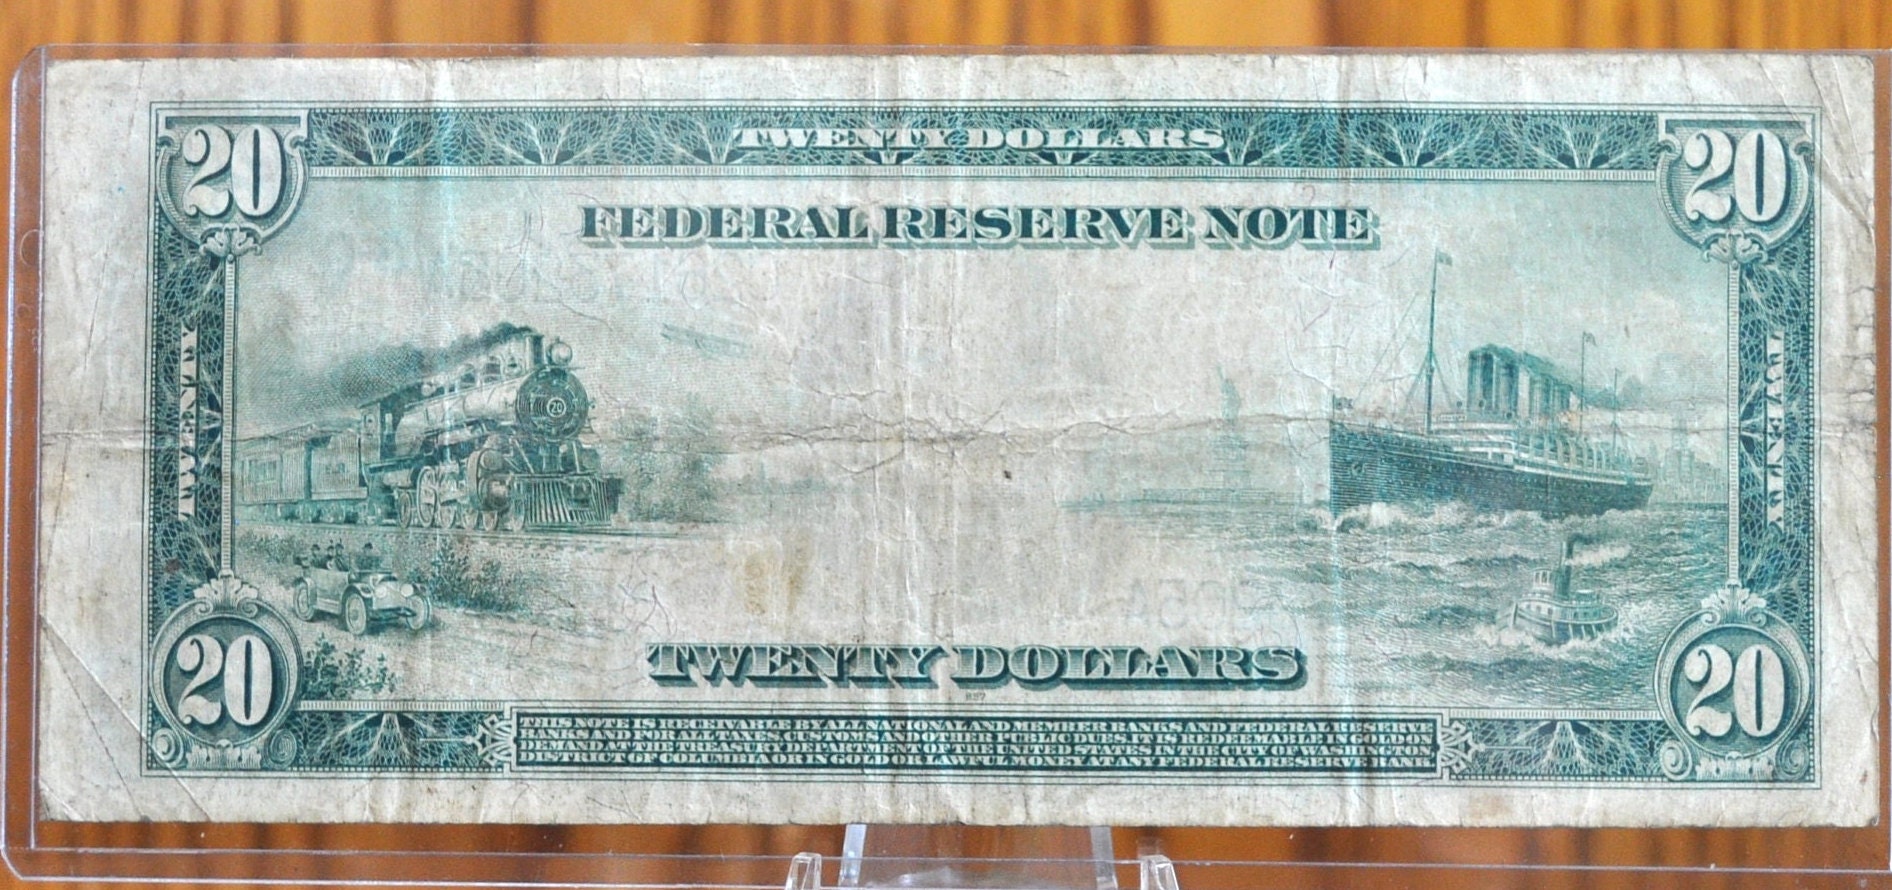 20 TWENTY DOLLARS 20
FEDERAL RESERVE NOTE
TWENTY
TWENTY
20
TWENTY DOLLARS
827
20
20
THIS NOTE IS RECEIVABLE BY ALL NATIONAL AND MEMBER BANKS AND FEDERAL RESERVE
BANKS AND FOR ALL TAXES, CUSTOMS AND OTHER PUBLIC DUES. IT IS REDEEMABLE IN GOLD ON
DEMAND AT THE TREASURY DEPARTMENT OF THE UNITED STATES IN THE CITY OF WASHINGTON
DISTRICT OF COLUMBIA OR IN GOLD OR LAWFUL MONEY AT ANY FEDERAL RESERVE BANK